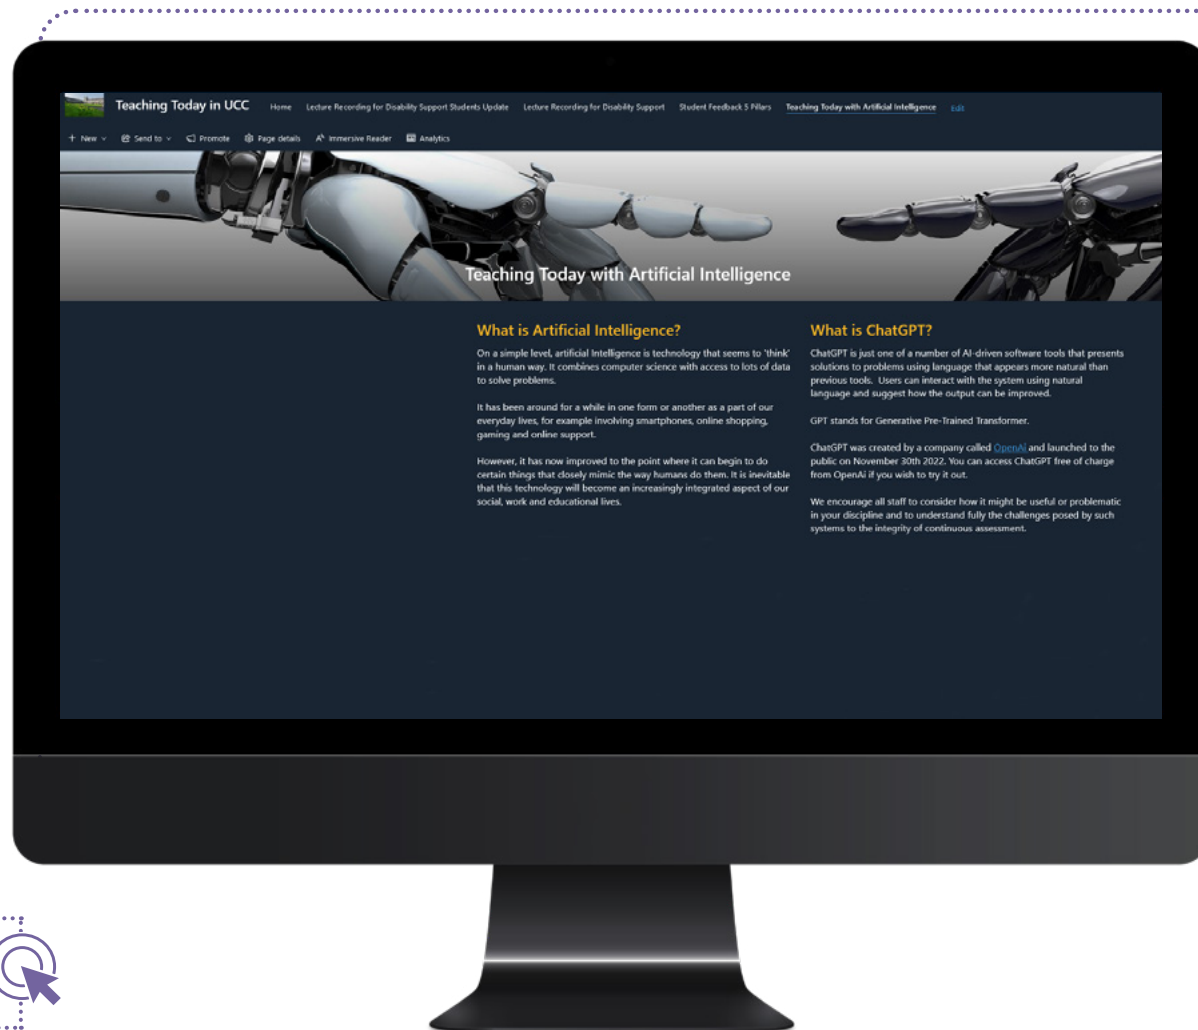 Teaching Today in UCC Home Lecture Recording for Disability Support Students Update Lecture Recording for Disability Support Student Feedback 5 Pillars Teaching Today with Artificial Intelligence Edit
+ New Send to Promote Page details Immersive Reader Analytics
Teaching Today with Artificial Intelligence
What is Artificial Intelligence?
On a simple level, artificial Intelligence is technology that seems to 'think'
in a human way. It combines computer science with access to lots of data
to solve problems.
It has been around for a while in one form or another as a part of our
everyday lives, for example involving smartphones, online shopping,
gaming and online support.
However, it has now improved to the point where it can begin to do
certain things that closely mimic the way humans do them. It is inevitable
that this technology will become an increasingly integrated aspect of our
social, work and educational lives.
What is ChatGPT?
ChatGPT is just one of a number of AI-driven software tools that presents
solutions to problems using language that appears more natural than
previous tools. Users can interact with the system using natural
language and suggest how the output can be improved.
GPT stands for Generative Pre-Trained Transformer.
ChatGPT was created by a company called OpenAi and launched to the
public on November 30th 2022. You can access ChatGPT free of charge
from OpenAi if you wish to try it out.
We encourage all staff to consider how it might be useful or problematic
in your discipline and to understand fully the challenges posed by such
systems to the integrity of continuous assessment.